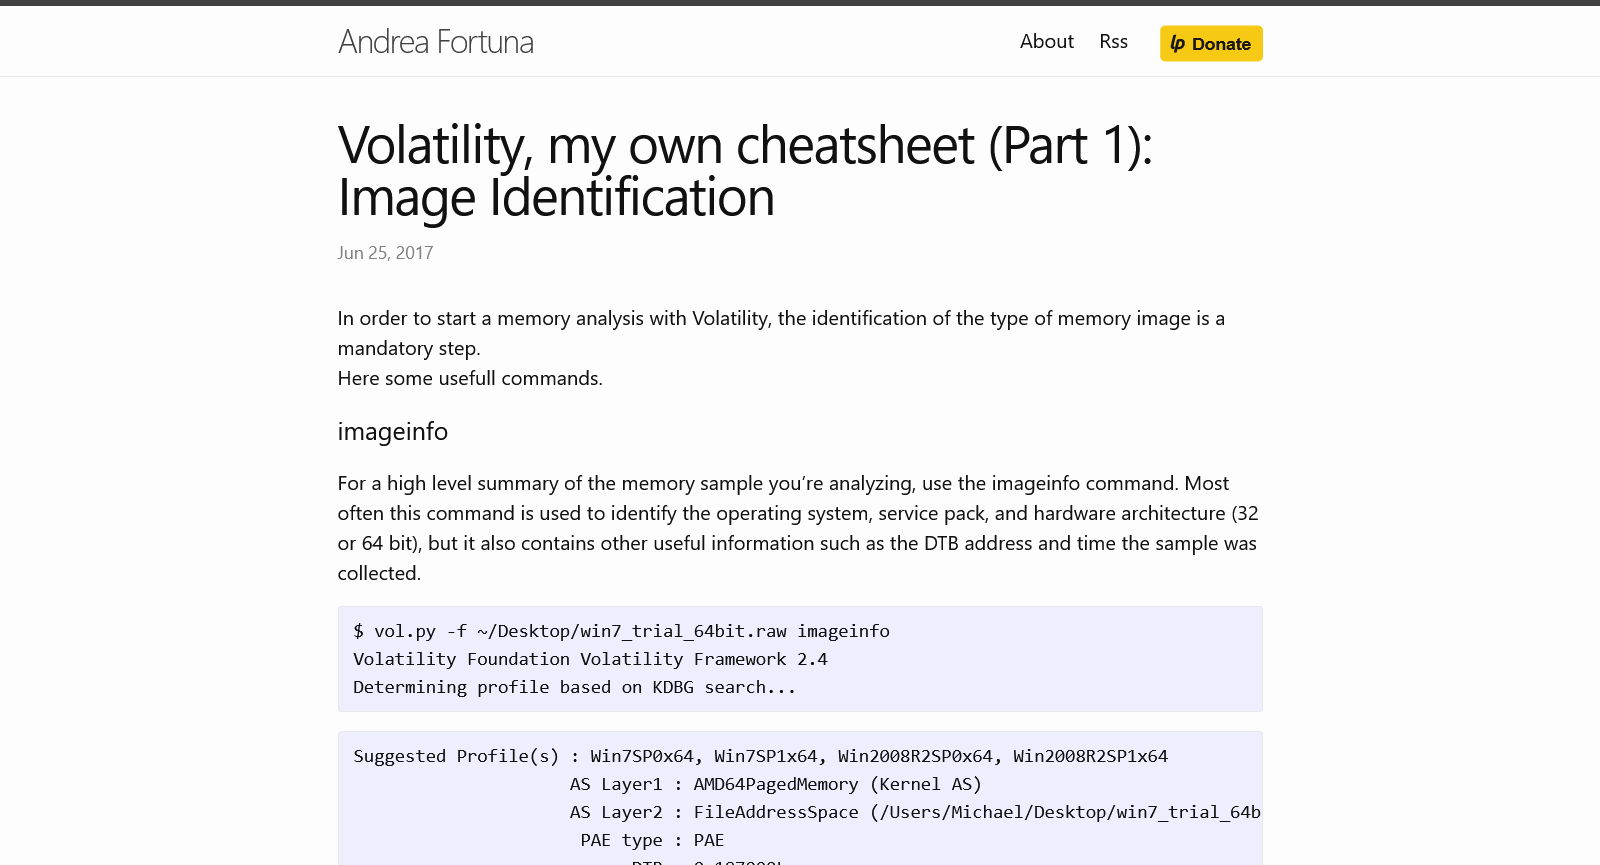 Andrea Fortuna
About Rss lp Donate
Volatility, my own cheatsheet (Part 1):
Image Identification
Jun 25, 2017
In order to start a memory analysis with Volatility, the identification of the type of memory image is a
mandatory step.
Here some usefull commands.
imageinfo
For a high level summary of the memory sample you’re analyzing, use the imageinfo command. Most
often this command is used to identify the operating system, service pack, and hardware architecture (32
or 64 bit), but it also contains other useful information such as the DTB address and time the sample was
collected.
$ vol.py -f ~/Desktop/win7_trial_64bit.raw imageinfo
Volatility Foundation Volatility Framework 2.4
Determining profile based on KDBG search...
Suggested Profile(s) : Win7SP0x64, Win7SP1x64, Win2008R2SP0x64, Win2008R2SP1x64
AS Layer1 : AMD64PagedMemory (Kernel AS)
AS Layer2 : FileAddressSpace (/Users/Michael/Desktop/win7_trial_64b
PAE type : PAE